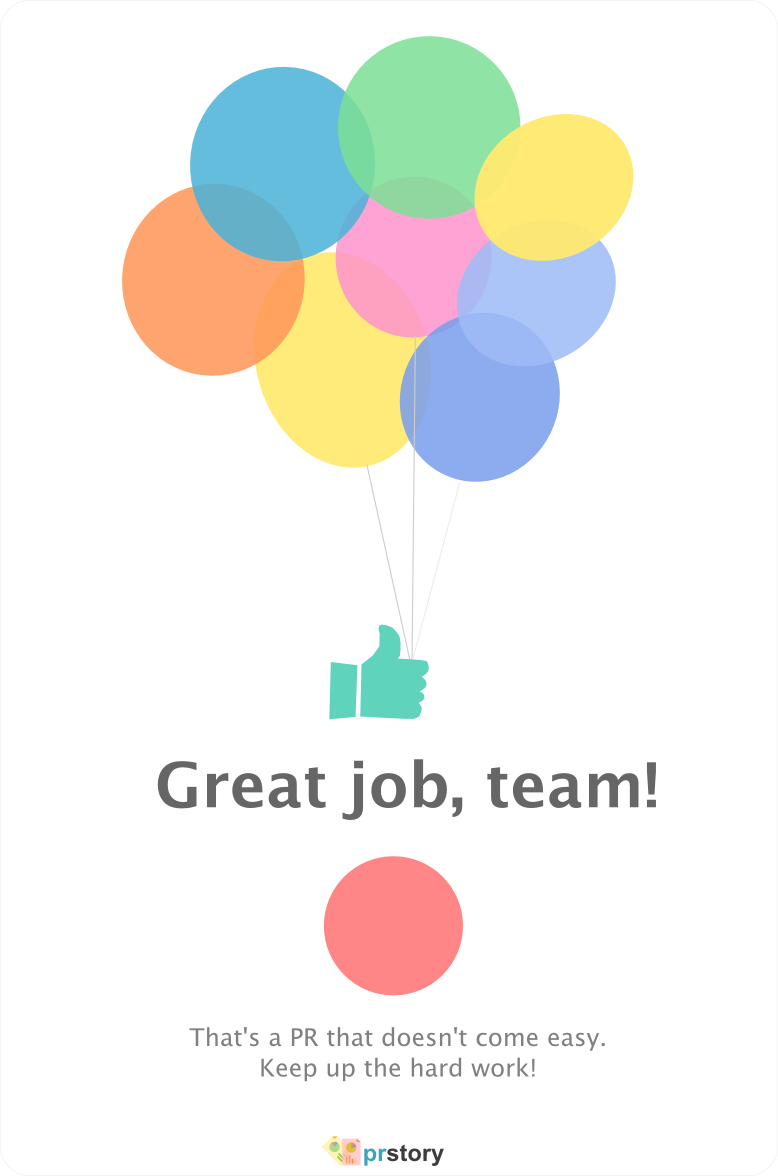 Great job, team!
That's a PR that doesn't come easy.
Keep up the hard work!
prstory